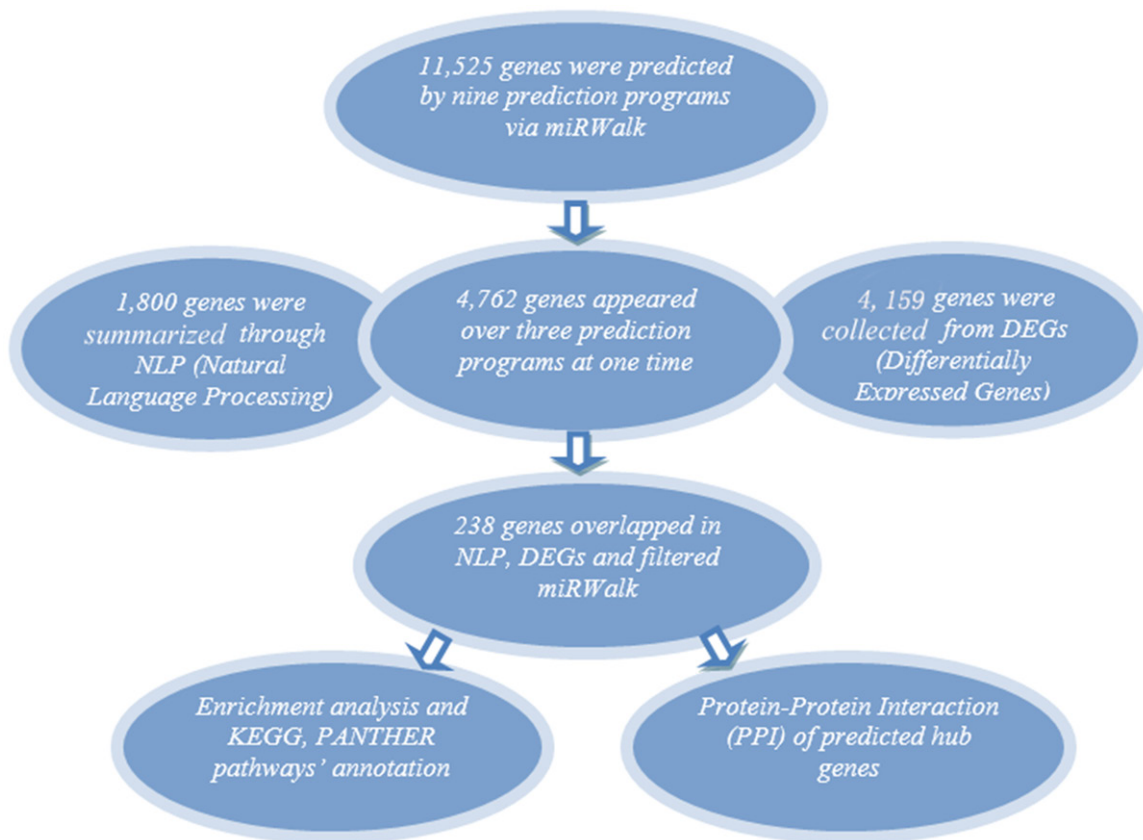 11,525 genes were predicted
by nine prediction programs
via miRWalk
1,800 genes were
summarized through
NLP (Natural
Language Processing)
4,762 genes appeared
over three prediction
programs at one time
4, 159 genes were
collected from DEGs
(Differentially
Expressed Genes)
238 genes overlapped in
NLP, DEGs and filtered
miRWalk
Enrichment analysis and
KEGG, PANTHER
pathways’ annotation
Protein-Protein Interaction
(PPI) of predicted hub
genes